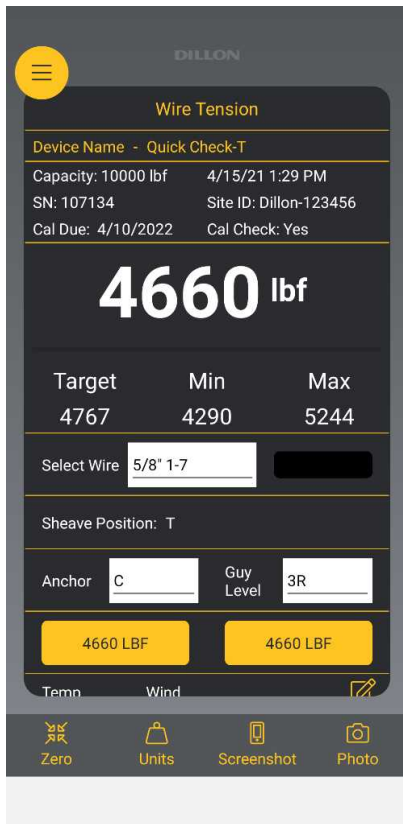 DILLON
Wire Tension
Device Name - Quick Check-T
Capacity: 10000 lbf 4/15/21 1:29 PM
SN: 107134 Site ID: Dillon-123456
Cal Due: 4/10/2022 Cal Check: Yes
4660 lbf
Target Min Max
4767 4290 5244
Select Wire 5/8" 1-7
Sheave Position: T
Anchor C Guy Level 3R
4660 LBF 4660 LBF
Temp Wind
Zero Units Screenshot Photo